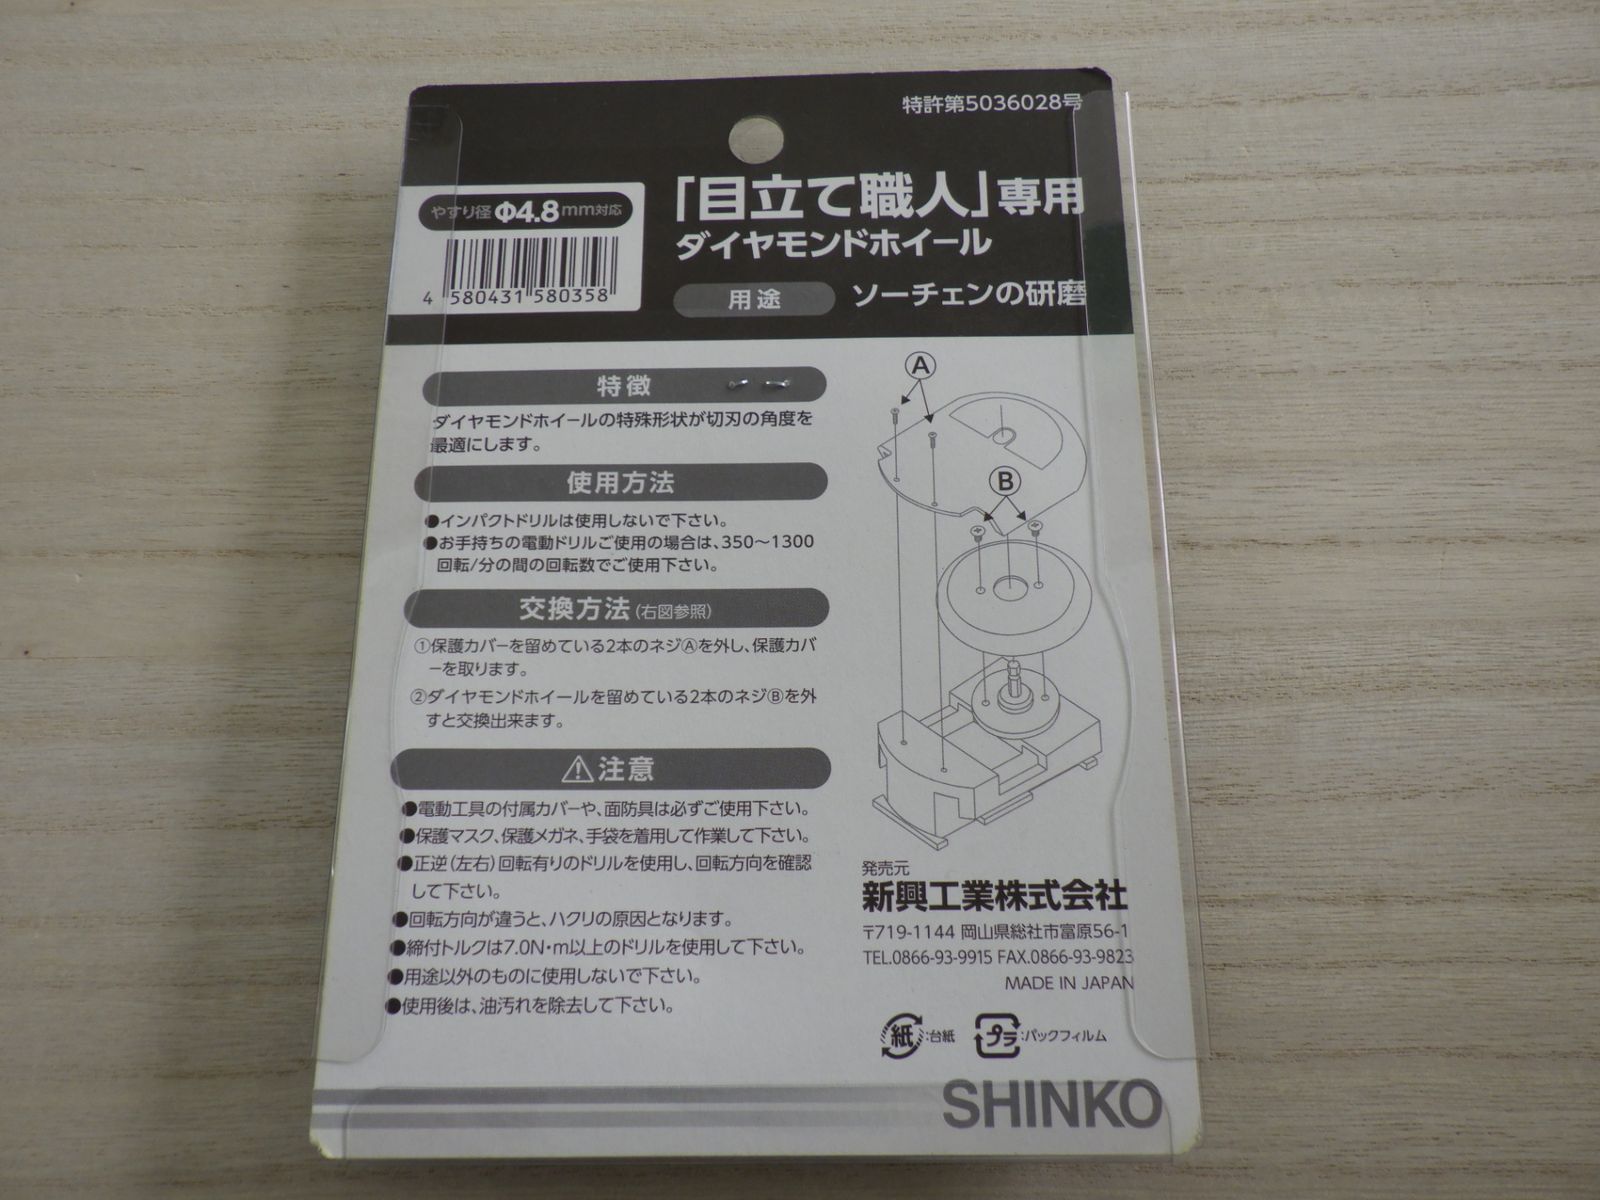 特許第5036028号
やすり径 Φ4.8mm対応
4 580431 580358
「目立て職人」専用
ダイヤモンドホイール
用途 ソーチェンの研磨
特徴
ダイヤモンドホイールの特殊形状が切刃の角度を
最適にします。
使用方法
●インパクトドリルは使用しないで下さい。
●お手持ちの電動ドリルご使用の場合は、350～1300
回転/分の間の回転数でご使用下さい。
交換方法(右図参照)
①保護カバーを留めている2本のネジⒶを外し、保護カバ
ーを取ります。
②ダイヤモンドホイールを留めている2本のネジⒷを外
すと交換出来ます。
⚠注意
●電動工具の付属カバーや、面防具は必ずご使用下さい。
●保護マスク、保護メガネ、手袋を着用して作業して下さい。
●正逆(左右)回転有りのドリルを使用し、回転方向を確認
して下さい。
●回転方向が違うと、ハクリの原因となります。
●締付トルクは7.0N・m以上のドリルを使用して下さい。
●用途以外のものに使用しないで下さい。
●使用後は、油汚れを除去して下さい。
Ⓐ
Ⓑ
発売元
新興工業株式会社
〒719-1144 岡山県総社市富原56-1
TEL.0866-93-9915 FAX.0866-93-9823
MADE IN JAPAN
紙:台紙 プラ:パックフィルム
SHINKO